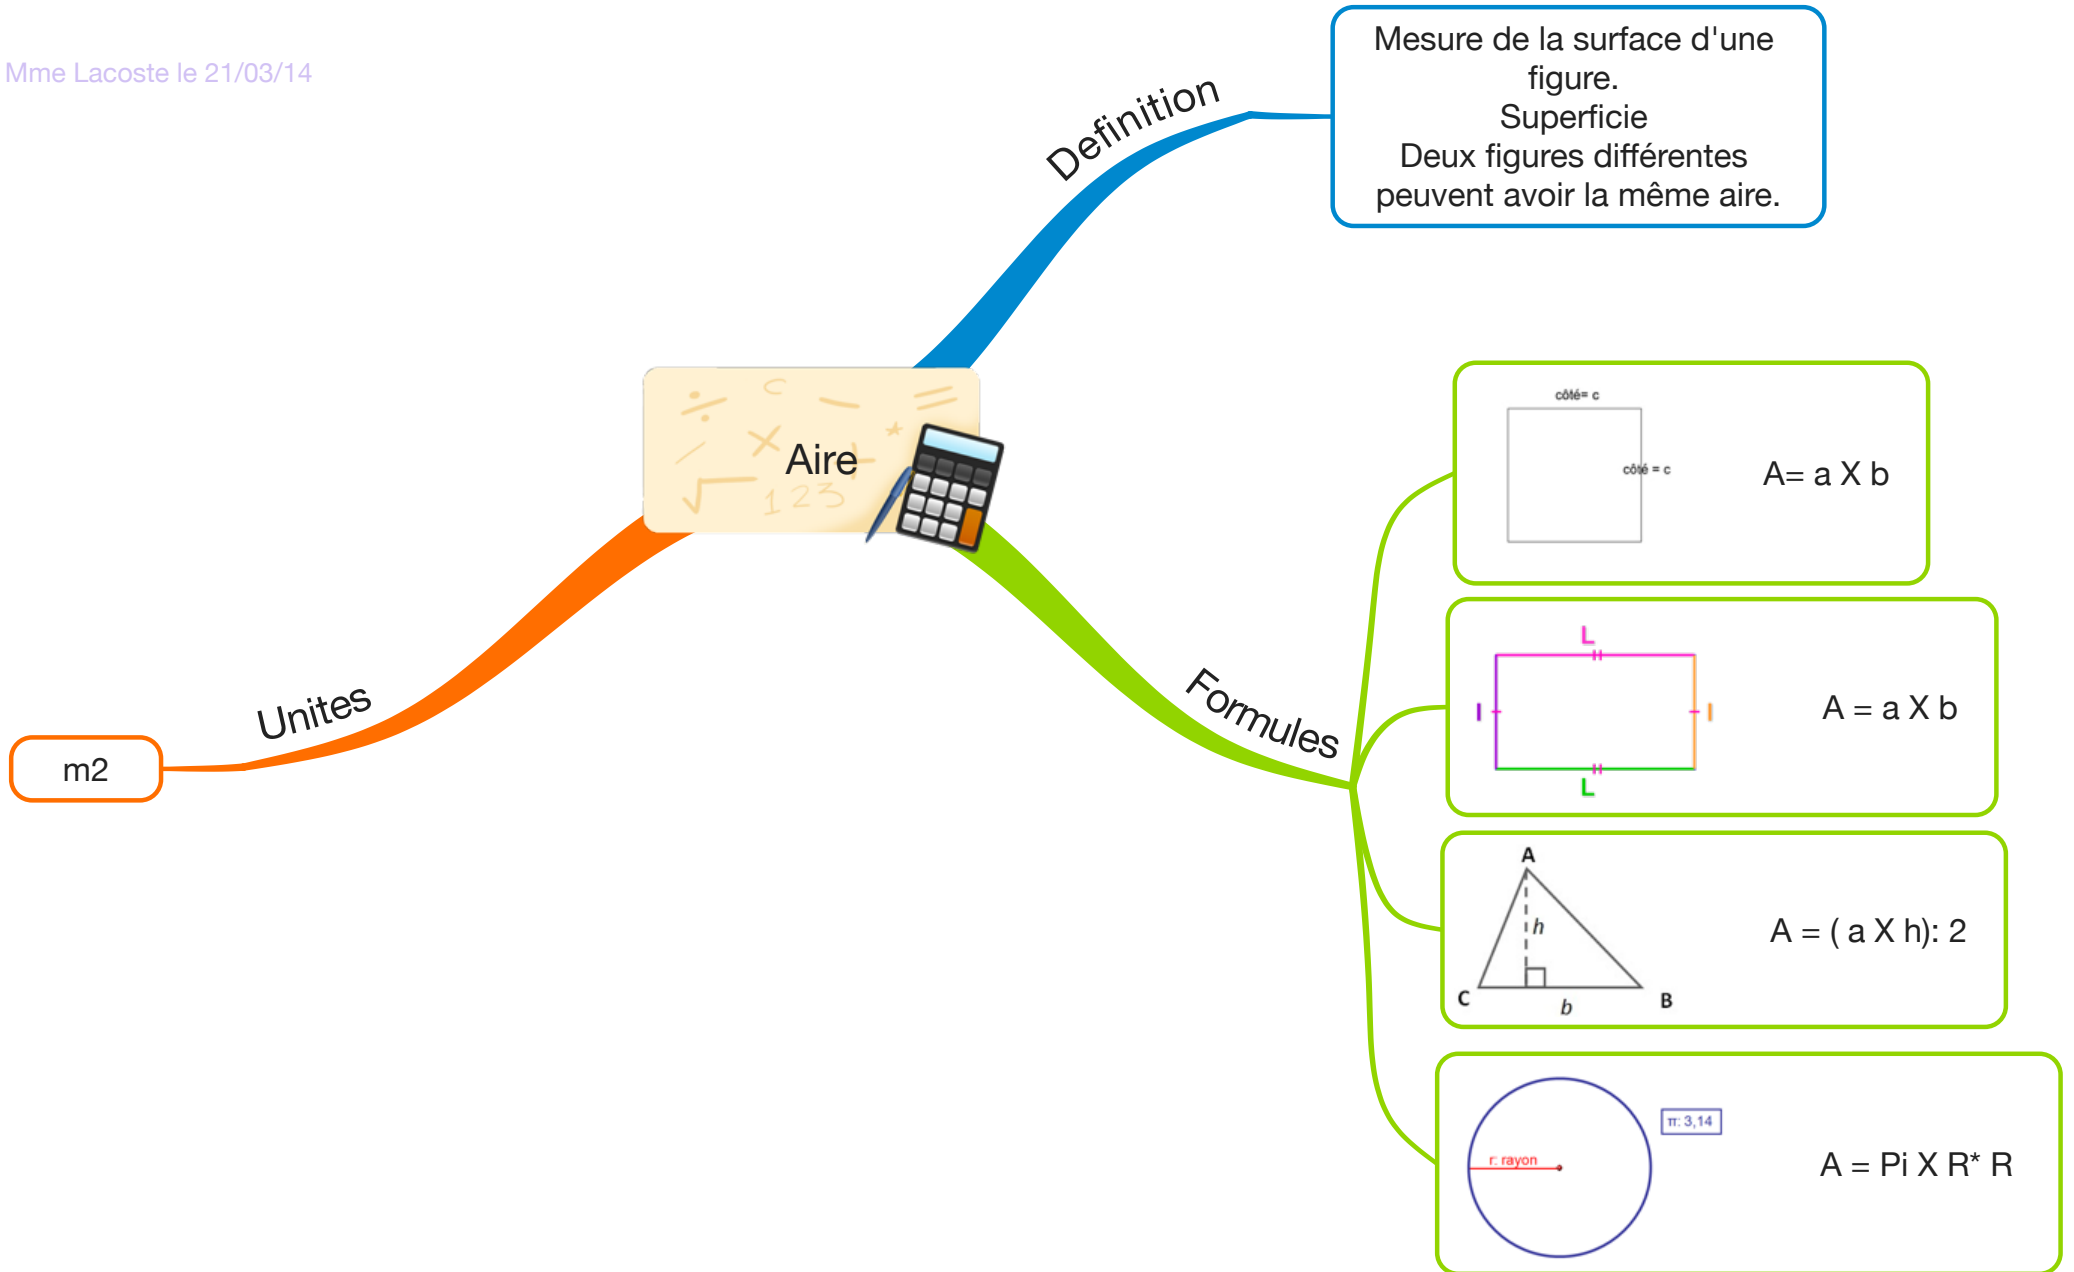 Mme Lacoste le 21/03/14
Definition
Mesure de la surface d'une
figure.
Superficie
Deux figures différentes
peuvent avoir la même aire.
C
Aire
123
Unites
m2
Formules
côté= c
côté = c
A= a X b
L
l
l
L
A = a X b
A
h
C
b
B
A = ( a X h): 2
π: 3,14
r: rayon
A = Pi X R* R